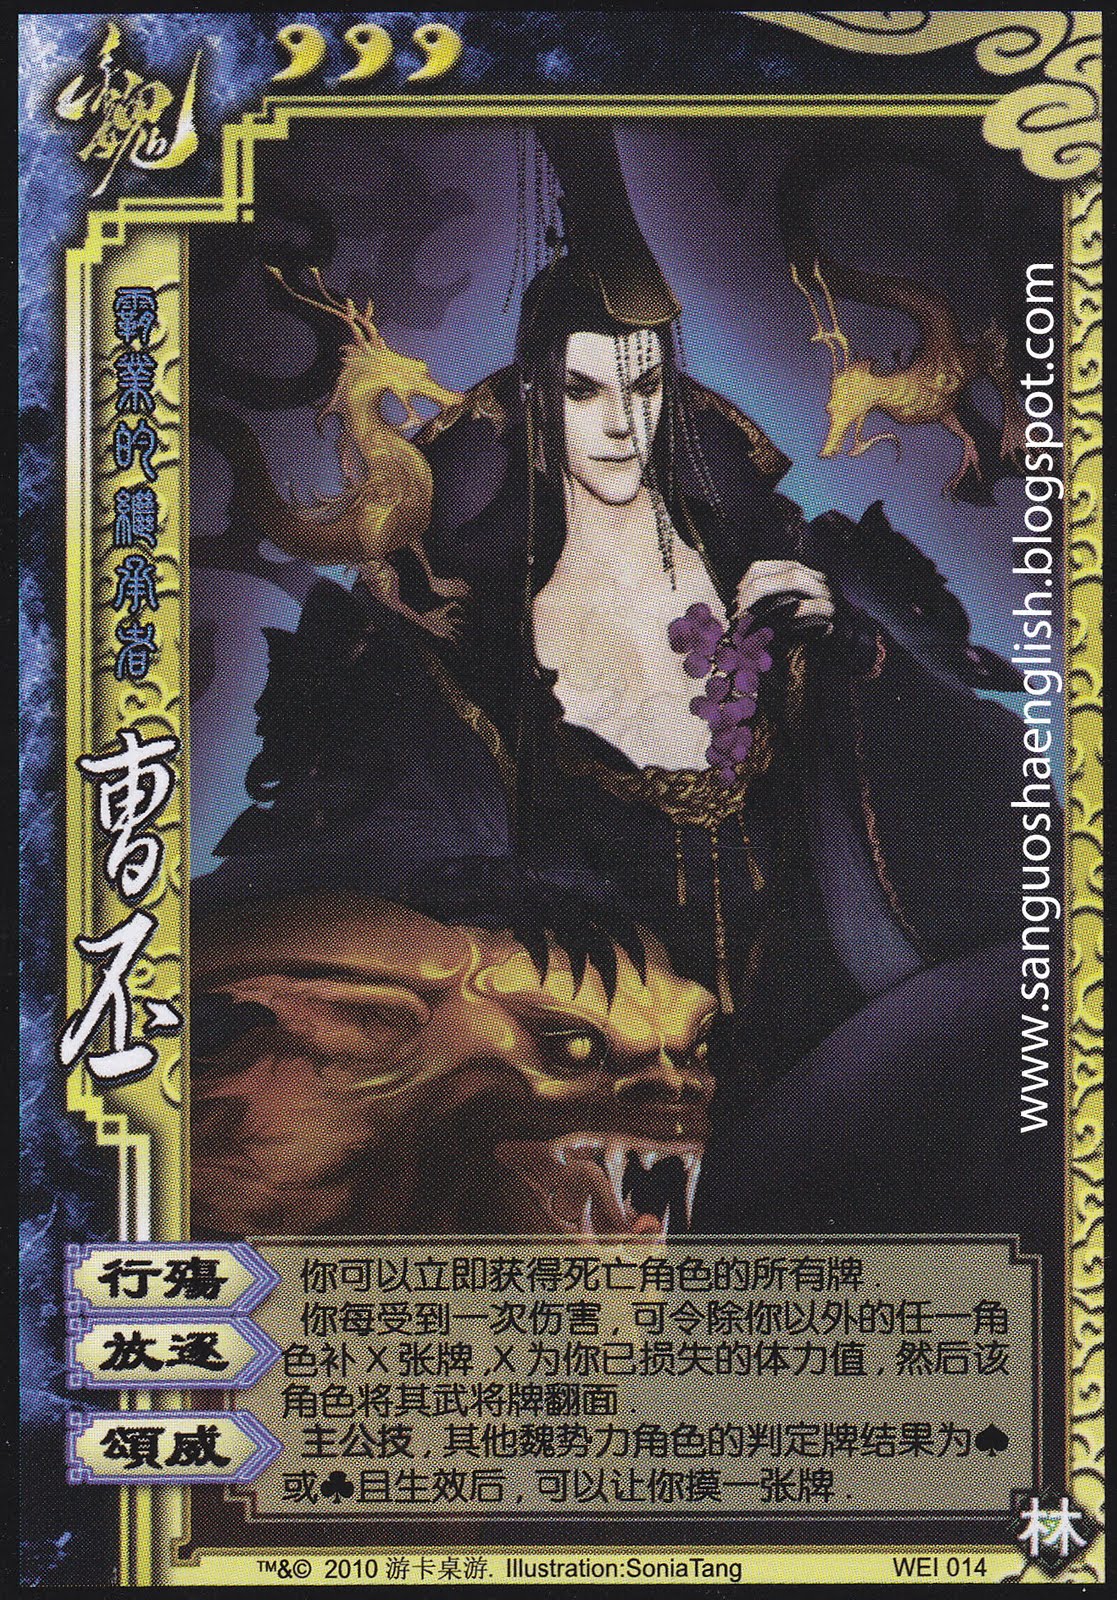 魏
霸業的繼承者
曹丕
www.sanguoshaenglish.blogspot.com
行殤
你可以立即获得死亡角色的所有牌
放逐
你每受到一次伤害，可令除你以外的任一角
色补X张牌，X为你已损失的体力值，然后该
角色将其武将牌翻面．
頌威
主公技，其他魏势力角色的判定牌结果为♠
或♣且生效后，可以让你摸一张牌．
林
™&© 2010 游卡桌游. Illustration:SoniaTang
WEI 014